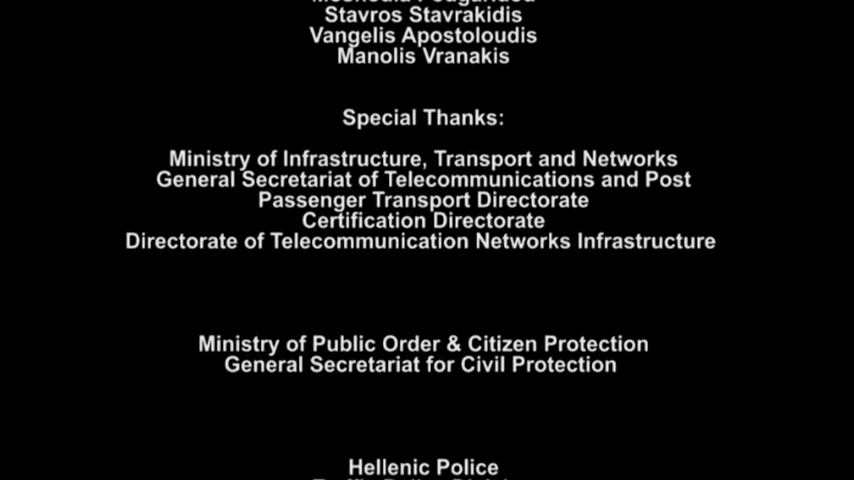 Stavros Stavrakidis
Vangelis Apostoloudis
Manolis Vranakis
Special Thanks:
Ministry of Infrastructure, Transport and Networks
General Secretariat of Telecommunications and Post
Passenger Transport Directorate
Certification Directorate
Directorate of Telecommunication Networks Infrastructure
Ministry of Public Order & Citizen Protection
General Secretariat for Civil Protection
Hellenic Police